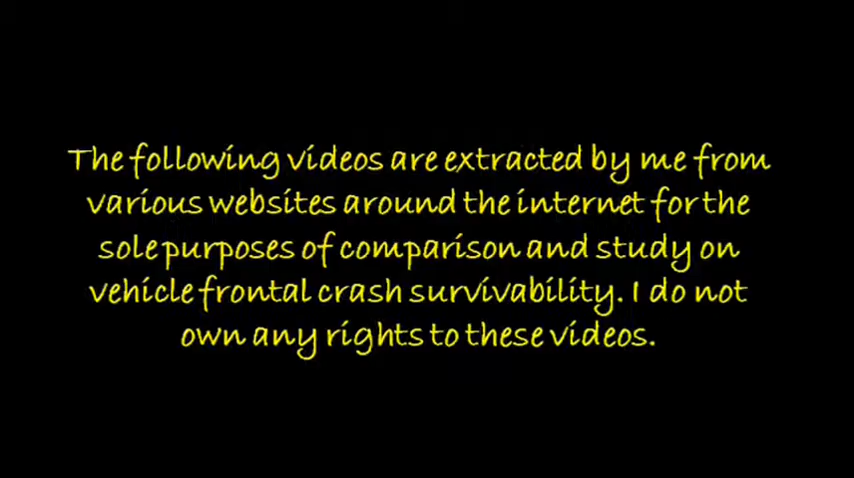 The following videos are extracted by me from
various websites around the internet for the
sole purposes of comparison and study on
vehicle frontal crash survivability. I do not
own any rights to these videos.